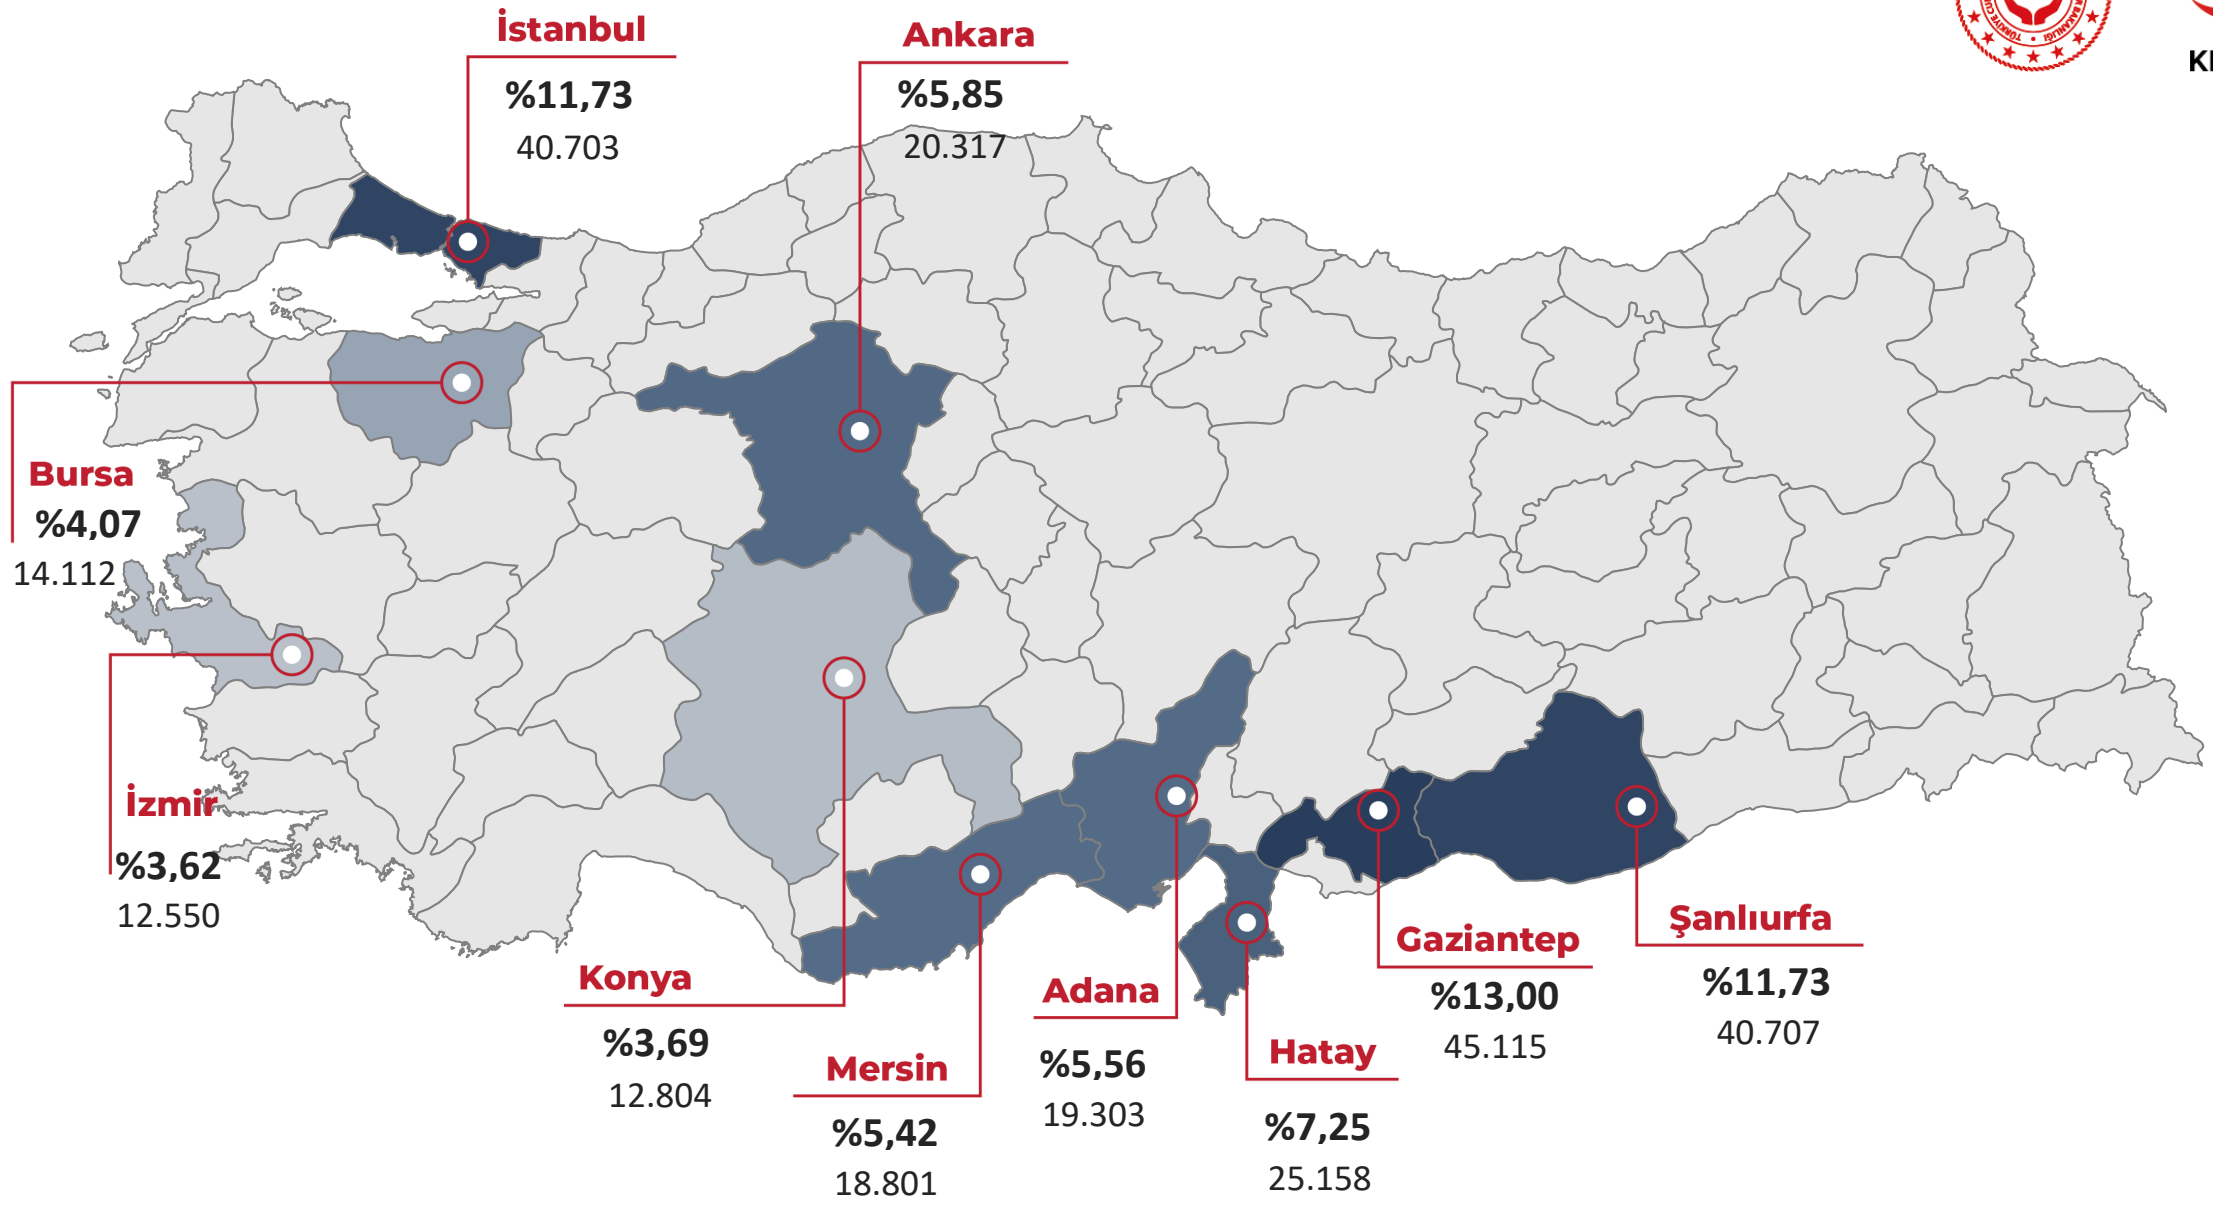 İstanbul
%11,73
40.703
Ankara
%5,85
20.317
Bursa
%4,07
14.112
İzmir
%3,62
12.550
Konya
%3,69
12.804
Mersin
%5,42
18.801
Adana
%5,56
19.303
Hatay
%7,25
25.158
Gaziantep
%13,00
45.115
Şanlıurfa
%11,73
40.707